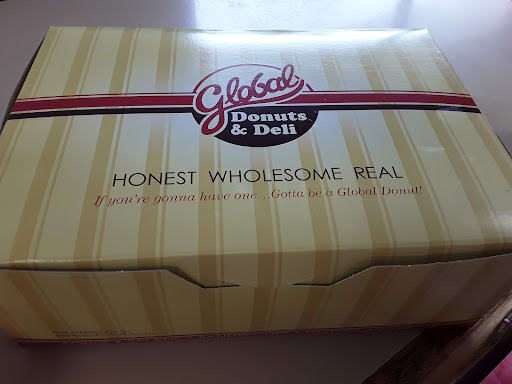 Global
Donuts
& Deli
HONEST WHOLESOME REAL
If you're gonna have one...Gotta be a Global Donut!